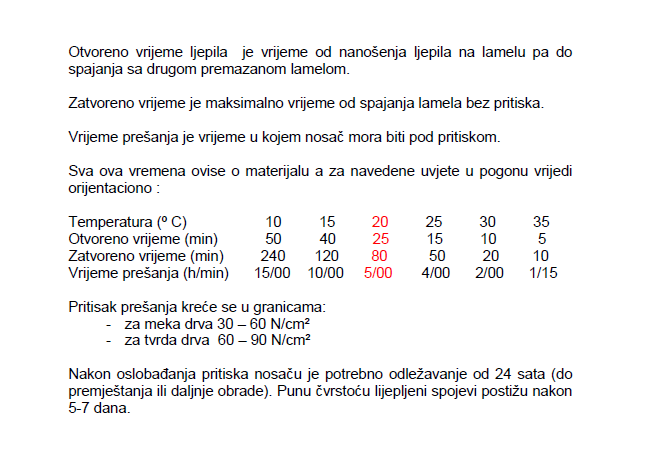 Otvoreno vrijeme ljepila je vrijeme od nanošenja ljepila na lamelu pa do
spajanja sa drugom premazanom lamelom.
Zatvoreno vrijeme je maksimalno vrijeme od spajanja lamela bez pritiska.
Vrijeme prešanja je vrijeme u kojem nosač mora biti pod pritiskom.
Sva ova vremena ovise o materijalu a za navedene uvjete u pogonu vrijedi
orijentaciono :
Temperatura (º C) 10 15 20 25 30 35
Otvoreno vrijeme (min) 50 40 25 15 10 5
Zatvoreno vrijeme (min) 240 120 80 50 20 10
Vrijeme prešanja (h/min) 15/00 10/00 5/00 4/00 2/00 1/15
Pritisak prešanja kreće se u granicama:
- za meka drva 30 – 60 N/cm²
- za tvrda drva 60 – 90 N/cm²
Nakon oslobađanja pritiska nosaču je potrebno odležavanje od 24 sata (do
premještanja ili daljnje obrade). Punu čvrstoću lijepljeni spojevi postižu nakon
5-7 dana.